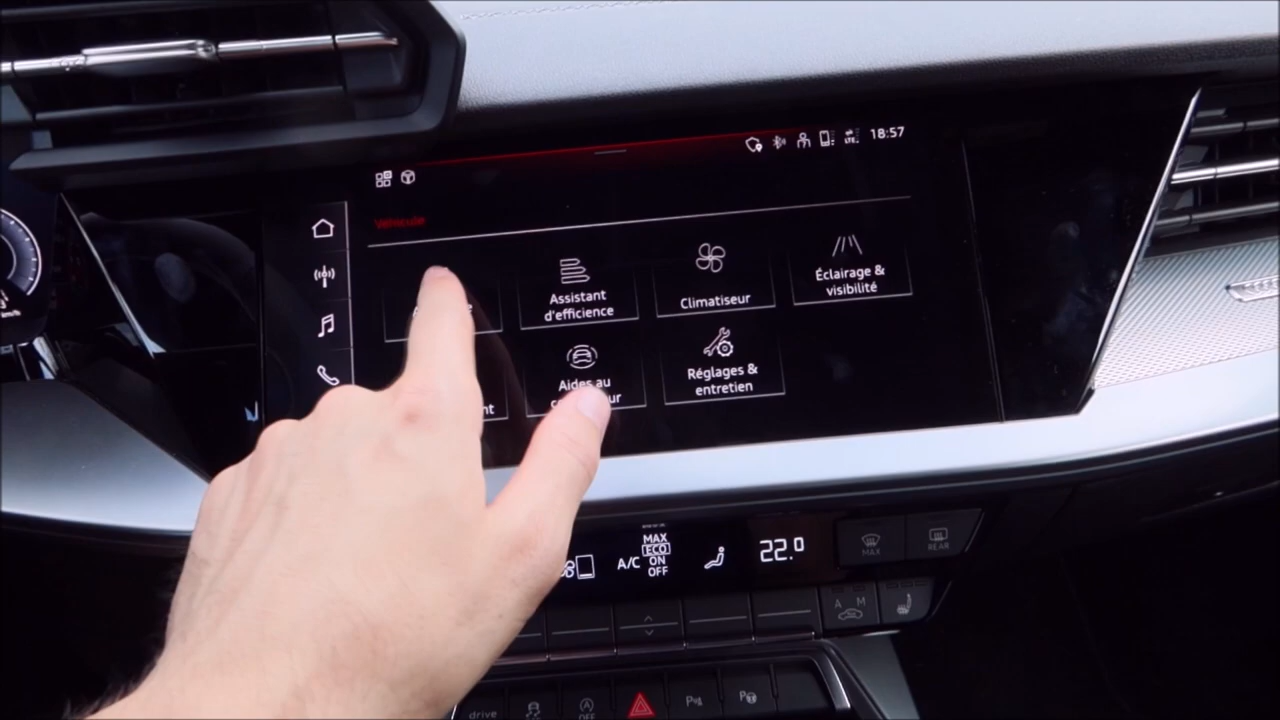 18:57
Véhicule
Assistant
d'efficience
Climatiseur
Éclairage &
visibilité
Aides au
Réglages &
entretien
km/h
MAX
A/C ECO
ON
OFF
22.0
MAX
REAR
A M
drive
OFF